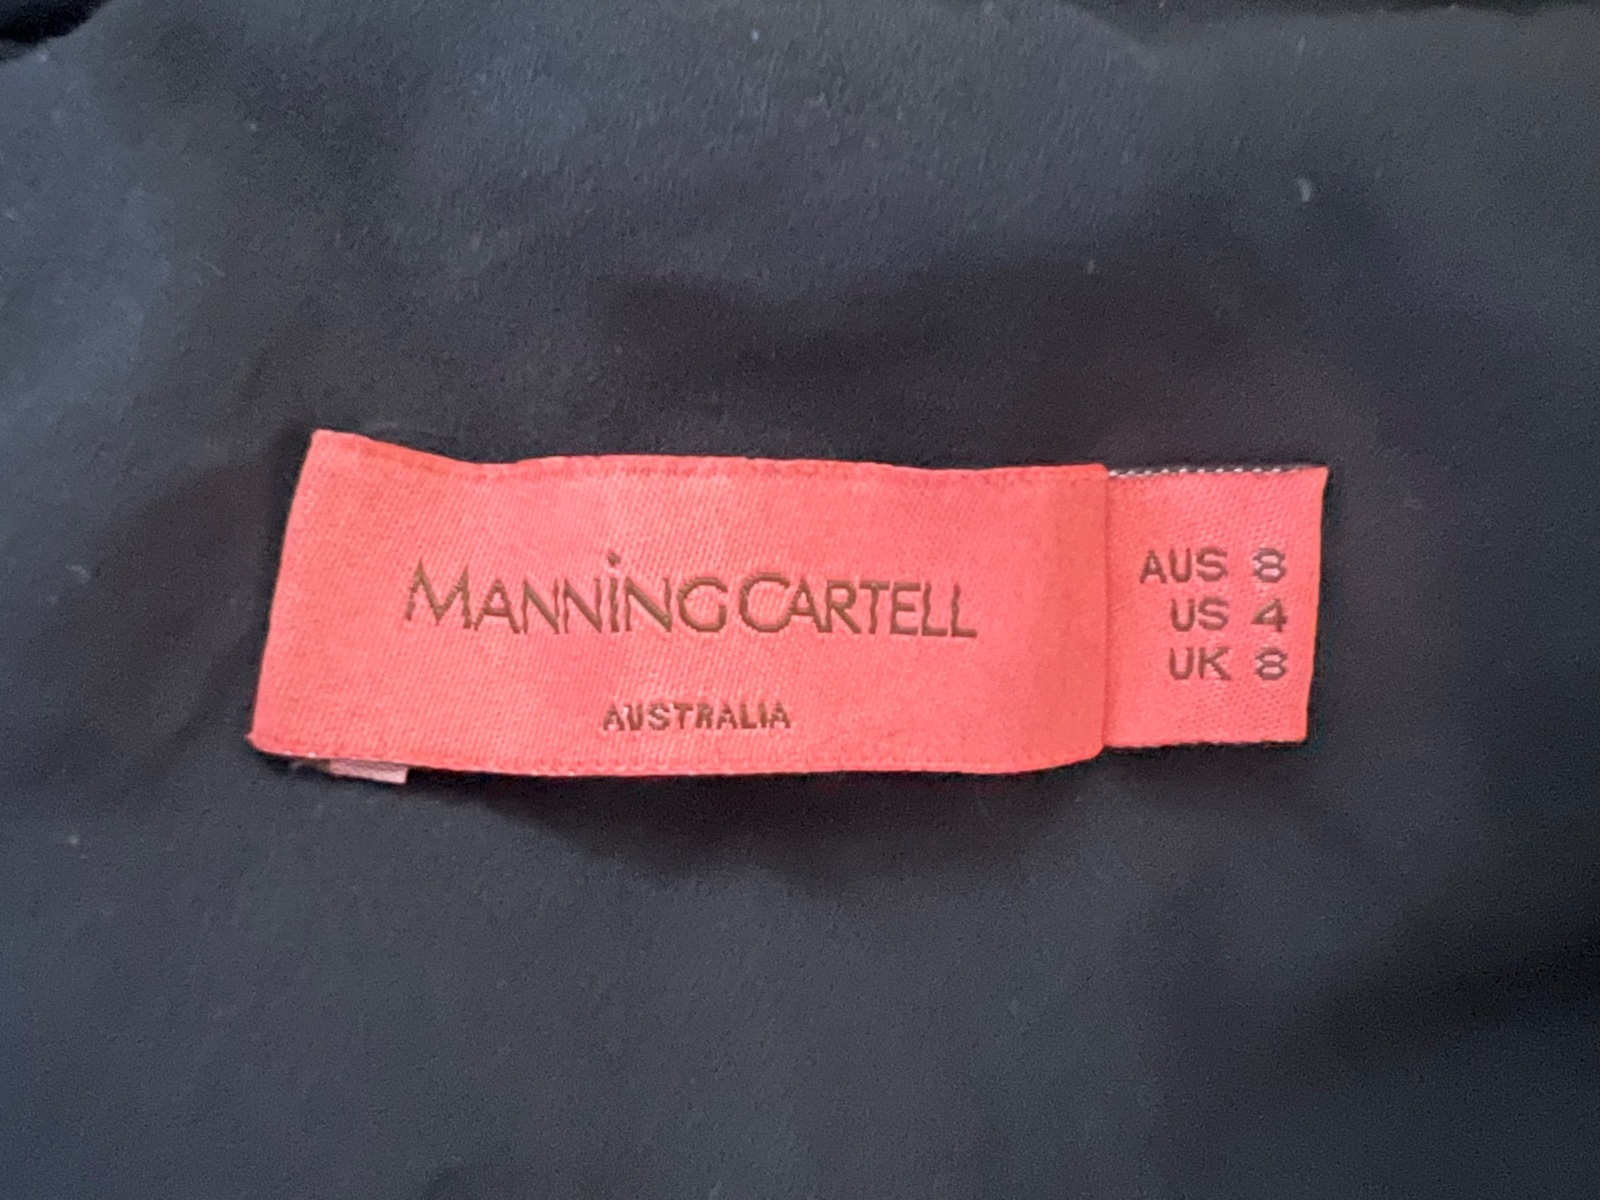 MANNiNG CARTELL
AUSTRALIA
AUS 8
US 4
UK 8